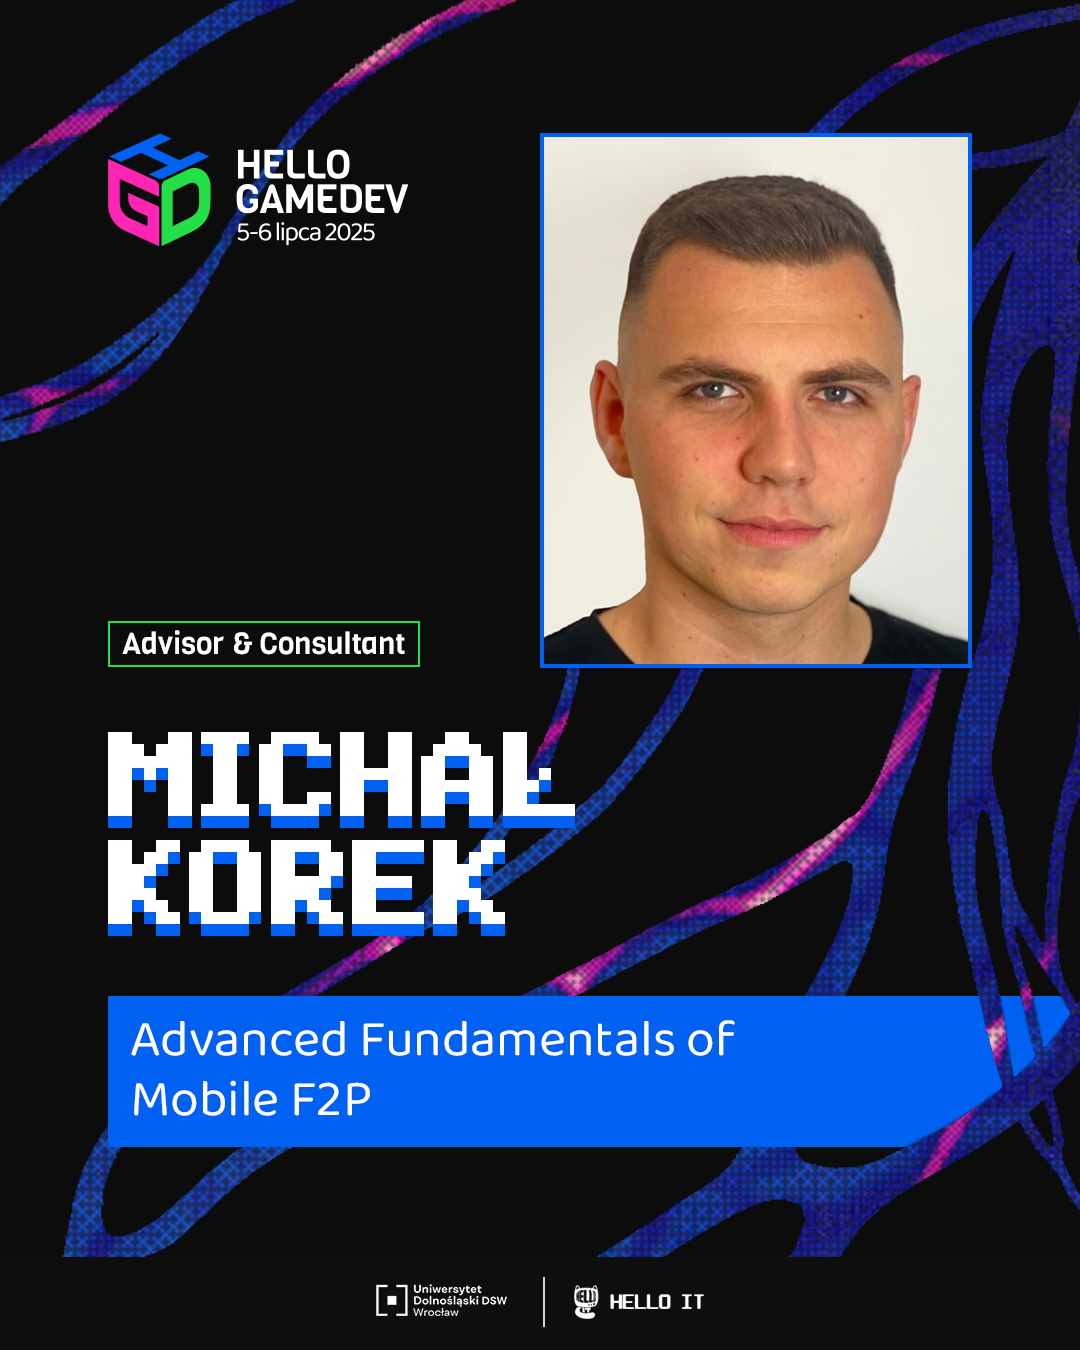 HELLO
GAMEDEV
5-6 lipca 2025
Advisor & Consultant
MICHAŁ
KOREK
Advanced Fundamentals of
Mobile F2P
Uniwersytet
Dolnośląski DSW
Wrocław
HELLO IT